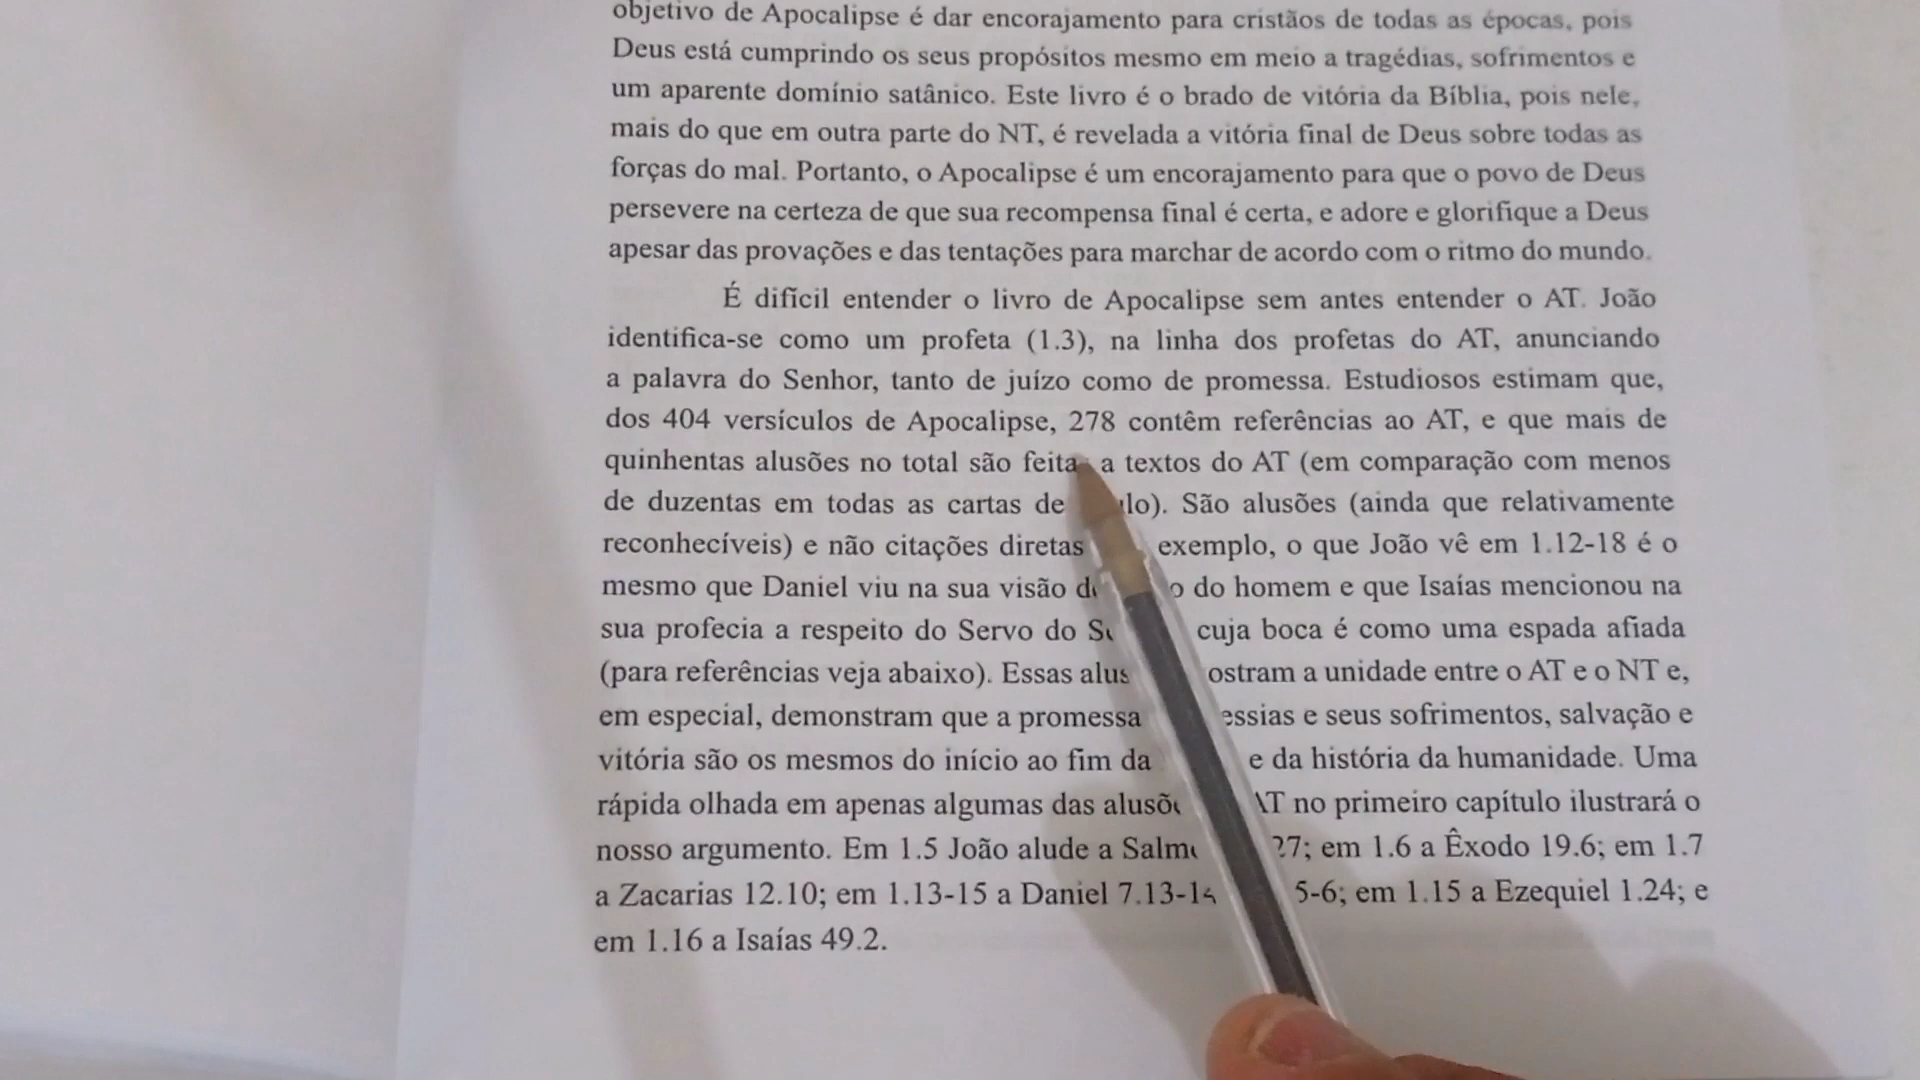 objetivo de Apocalipse é dar encorajamento para cristãos de todas as épocas, pois
Deus está cumprindo os seus propósitos mesmo em meio a tragédias, sofrimentos e
um aparente domínio satânico. Este livro é o brado de vitória da Bíblia, pois nele,
mais do que em outra parte do NT, é revelada a vitória final de Deus sobre todas as
forças do mal. Portanto, o Apocalipse é um encorajamento para que o povo de Deus
persevere na certeza de que sua recompensa final é certa, e adore e glorifique a Deus
apesar das provações e das tentações para marchar de acordo com o ritmo do mundo.
É difícil entender o livro de Apocalipse sem antes entender o AT. João
identifica-se como um profeta (1.3), na linha dos profetas do AT, anunciando
a palavra do Senhor, tanto de juízo como de promessa. Estudiosos estimam que,
dos 404 versículos de Apocalipse, 278 contêm referências ao AT, e que mais de
quinhentas alusões no total são feitas a textos do AT (em comparação com menos
de duzentas em todas as cartas de São alusões (ainda que relativamente
reconhecíveis) e não citações diretas exemplo, o que João vê em 1.12-18 é o
mesmo que Daniel viu na sua visão do homem e que Isaías mencionou na
sua profecia a respeito do Servo do cuja boca é como uma espada afiada
(para referências veja abaixo). Essas a unidade entre o AT e o NT e,
em especial, demonstram que a promessa e seus sofrimentos, salvação e
vitória são os mesmos do início ao fim da e da história da humanidade. Uma
rápida olhada em apenas algumas das no primeiro capítulo ilustrará o
nosso argumento. Em 1.5 João alude a em 1.6 a Êxodo 19.6; em 1.7
a Zacarias 12.10; em 1.13-15 a Daniel em 1.15 a Ezequiel 1.24; e
em 1.16 a Isaías 49.2.